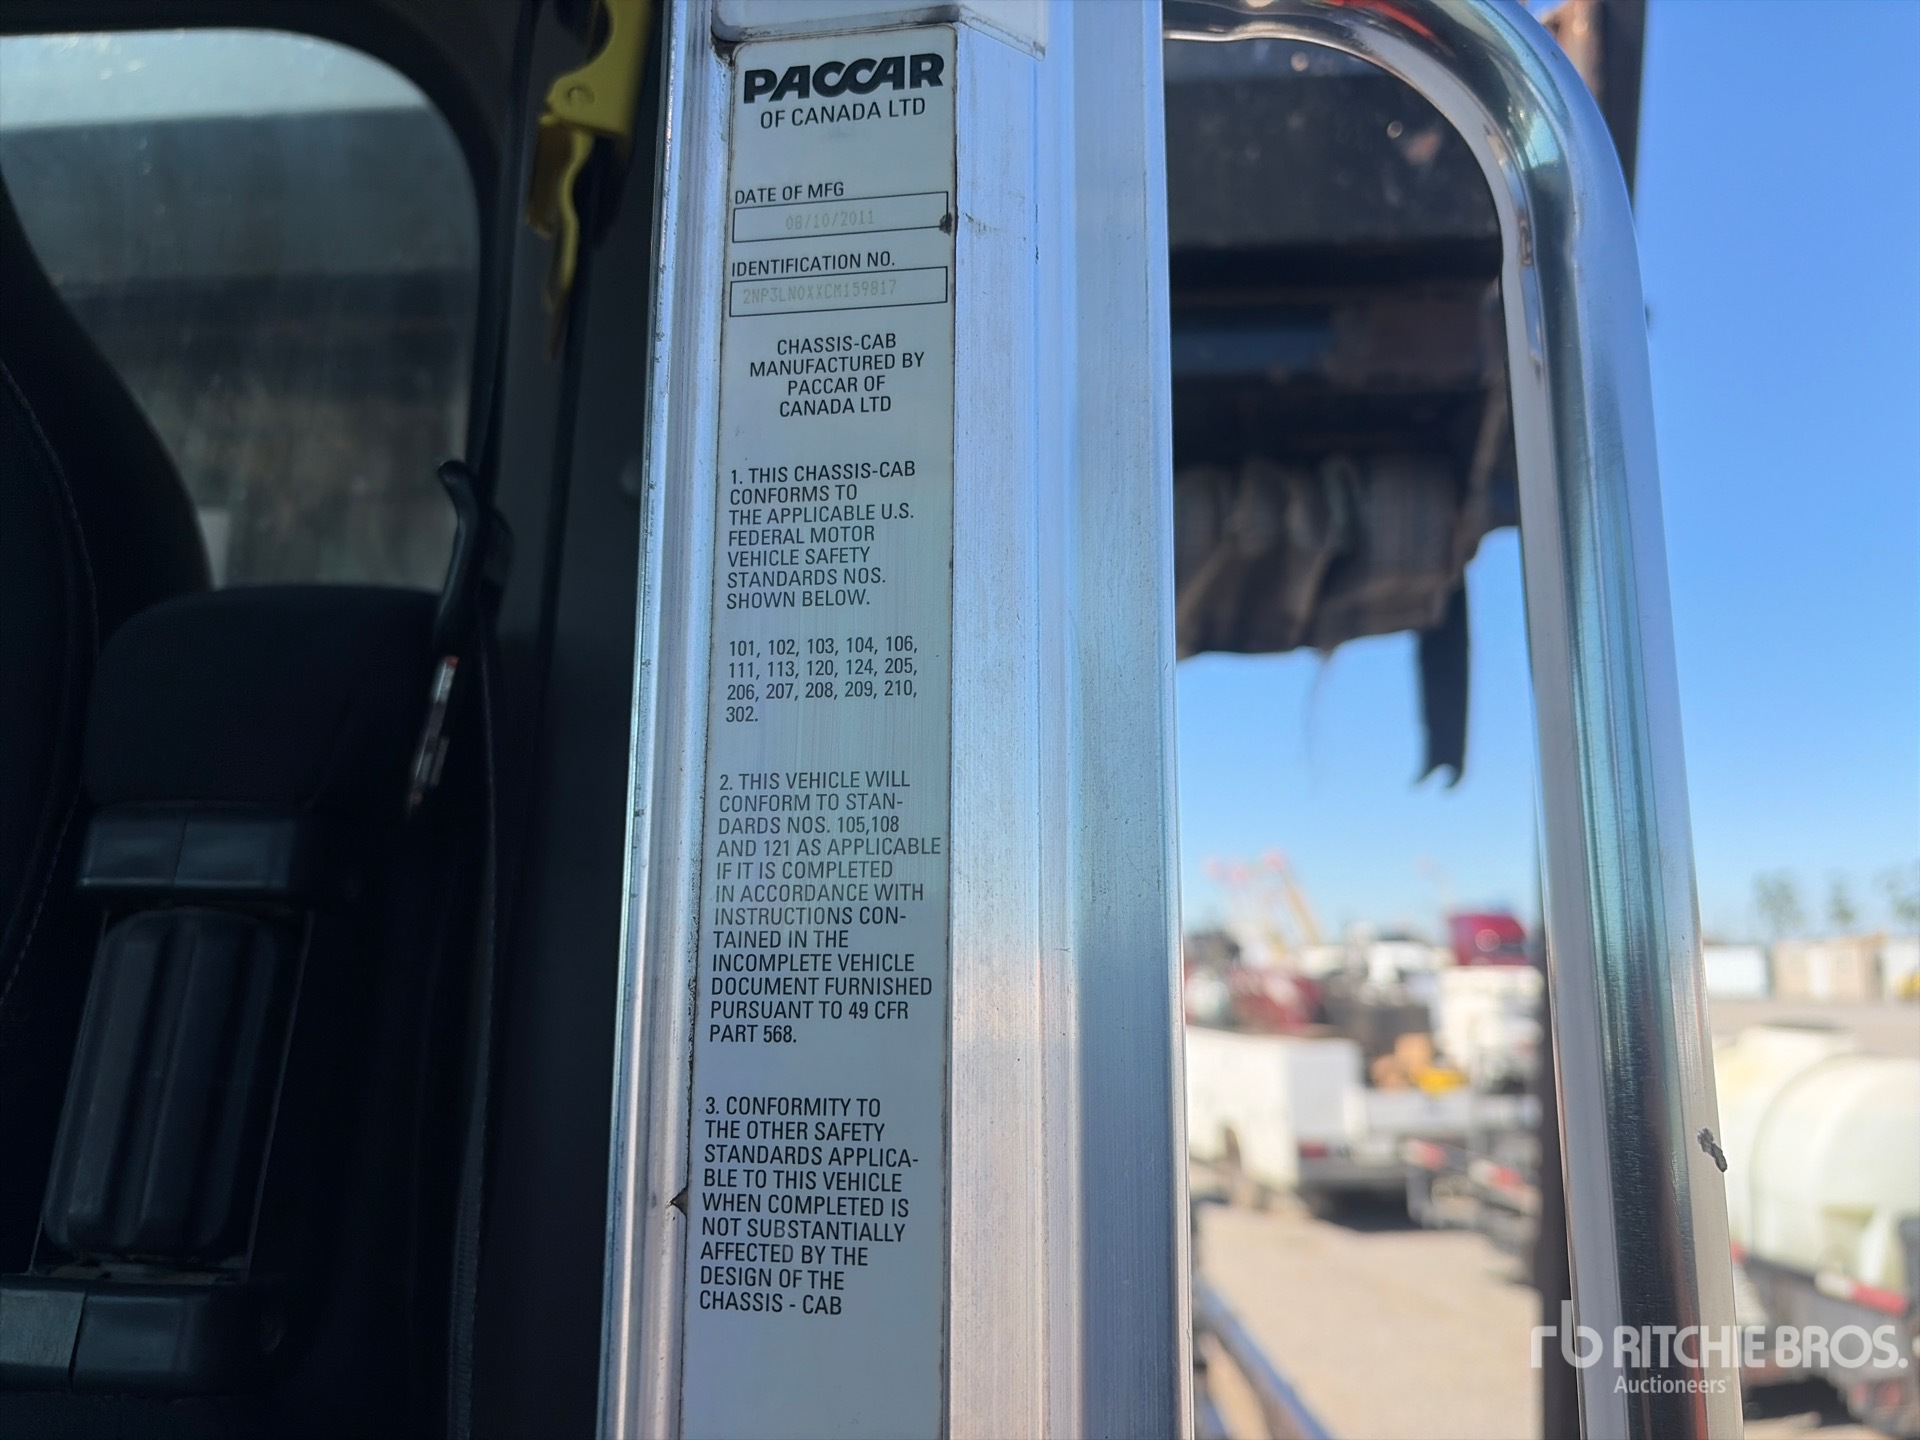 PACCAR
OF CANADA LTD
DATE OF MFG
08/10/2011
IDENTIFICATION NO.
2NP3LN0XXCM159817
CHASSIS-CAB
MANUFACTURED BY
PACCAR OF
CANADA LTD
1. THIS CHASSIS-CAB
CONFORMS TO
THE APPLICABLE U.S.
FEDERAL MOTOR
VEHICLE SAFETY
STANDARDS NOS.
SHOWN BELOW.
101, 102, 103, 104, 106,
111, 113, 120, 124, 205,
206, 207, 208, 209, 210,
302.
2. THIS VEHICLE WILL
CONFORM TO STAN-
DARDS NOS. 105,108
AND 121 AS APPLICABLE
IF IT IS COMPLETED
IN ACCORDANCE WITH
INSTRUCTIONS CON-
TAINED IN THE
INCOMPLETE VEHICLE
DOCUMENT FURNISHED
PURSUANT TO 49 CFR
PART 568.
3. CONFORMITY TO
THE OTHER SAFETY
STANDARDS APPLICA-
BLE TO THIS VEHICLE
WHEN COMPLETED IS
NOT SUBSTANTIALLY
AFFECTED BY THE
DESIGN OF THE
CHASSIS - CAB
rb RITCHIE BROS.
Auctioneers